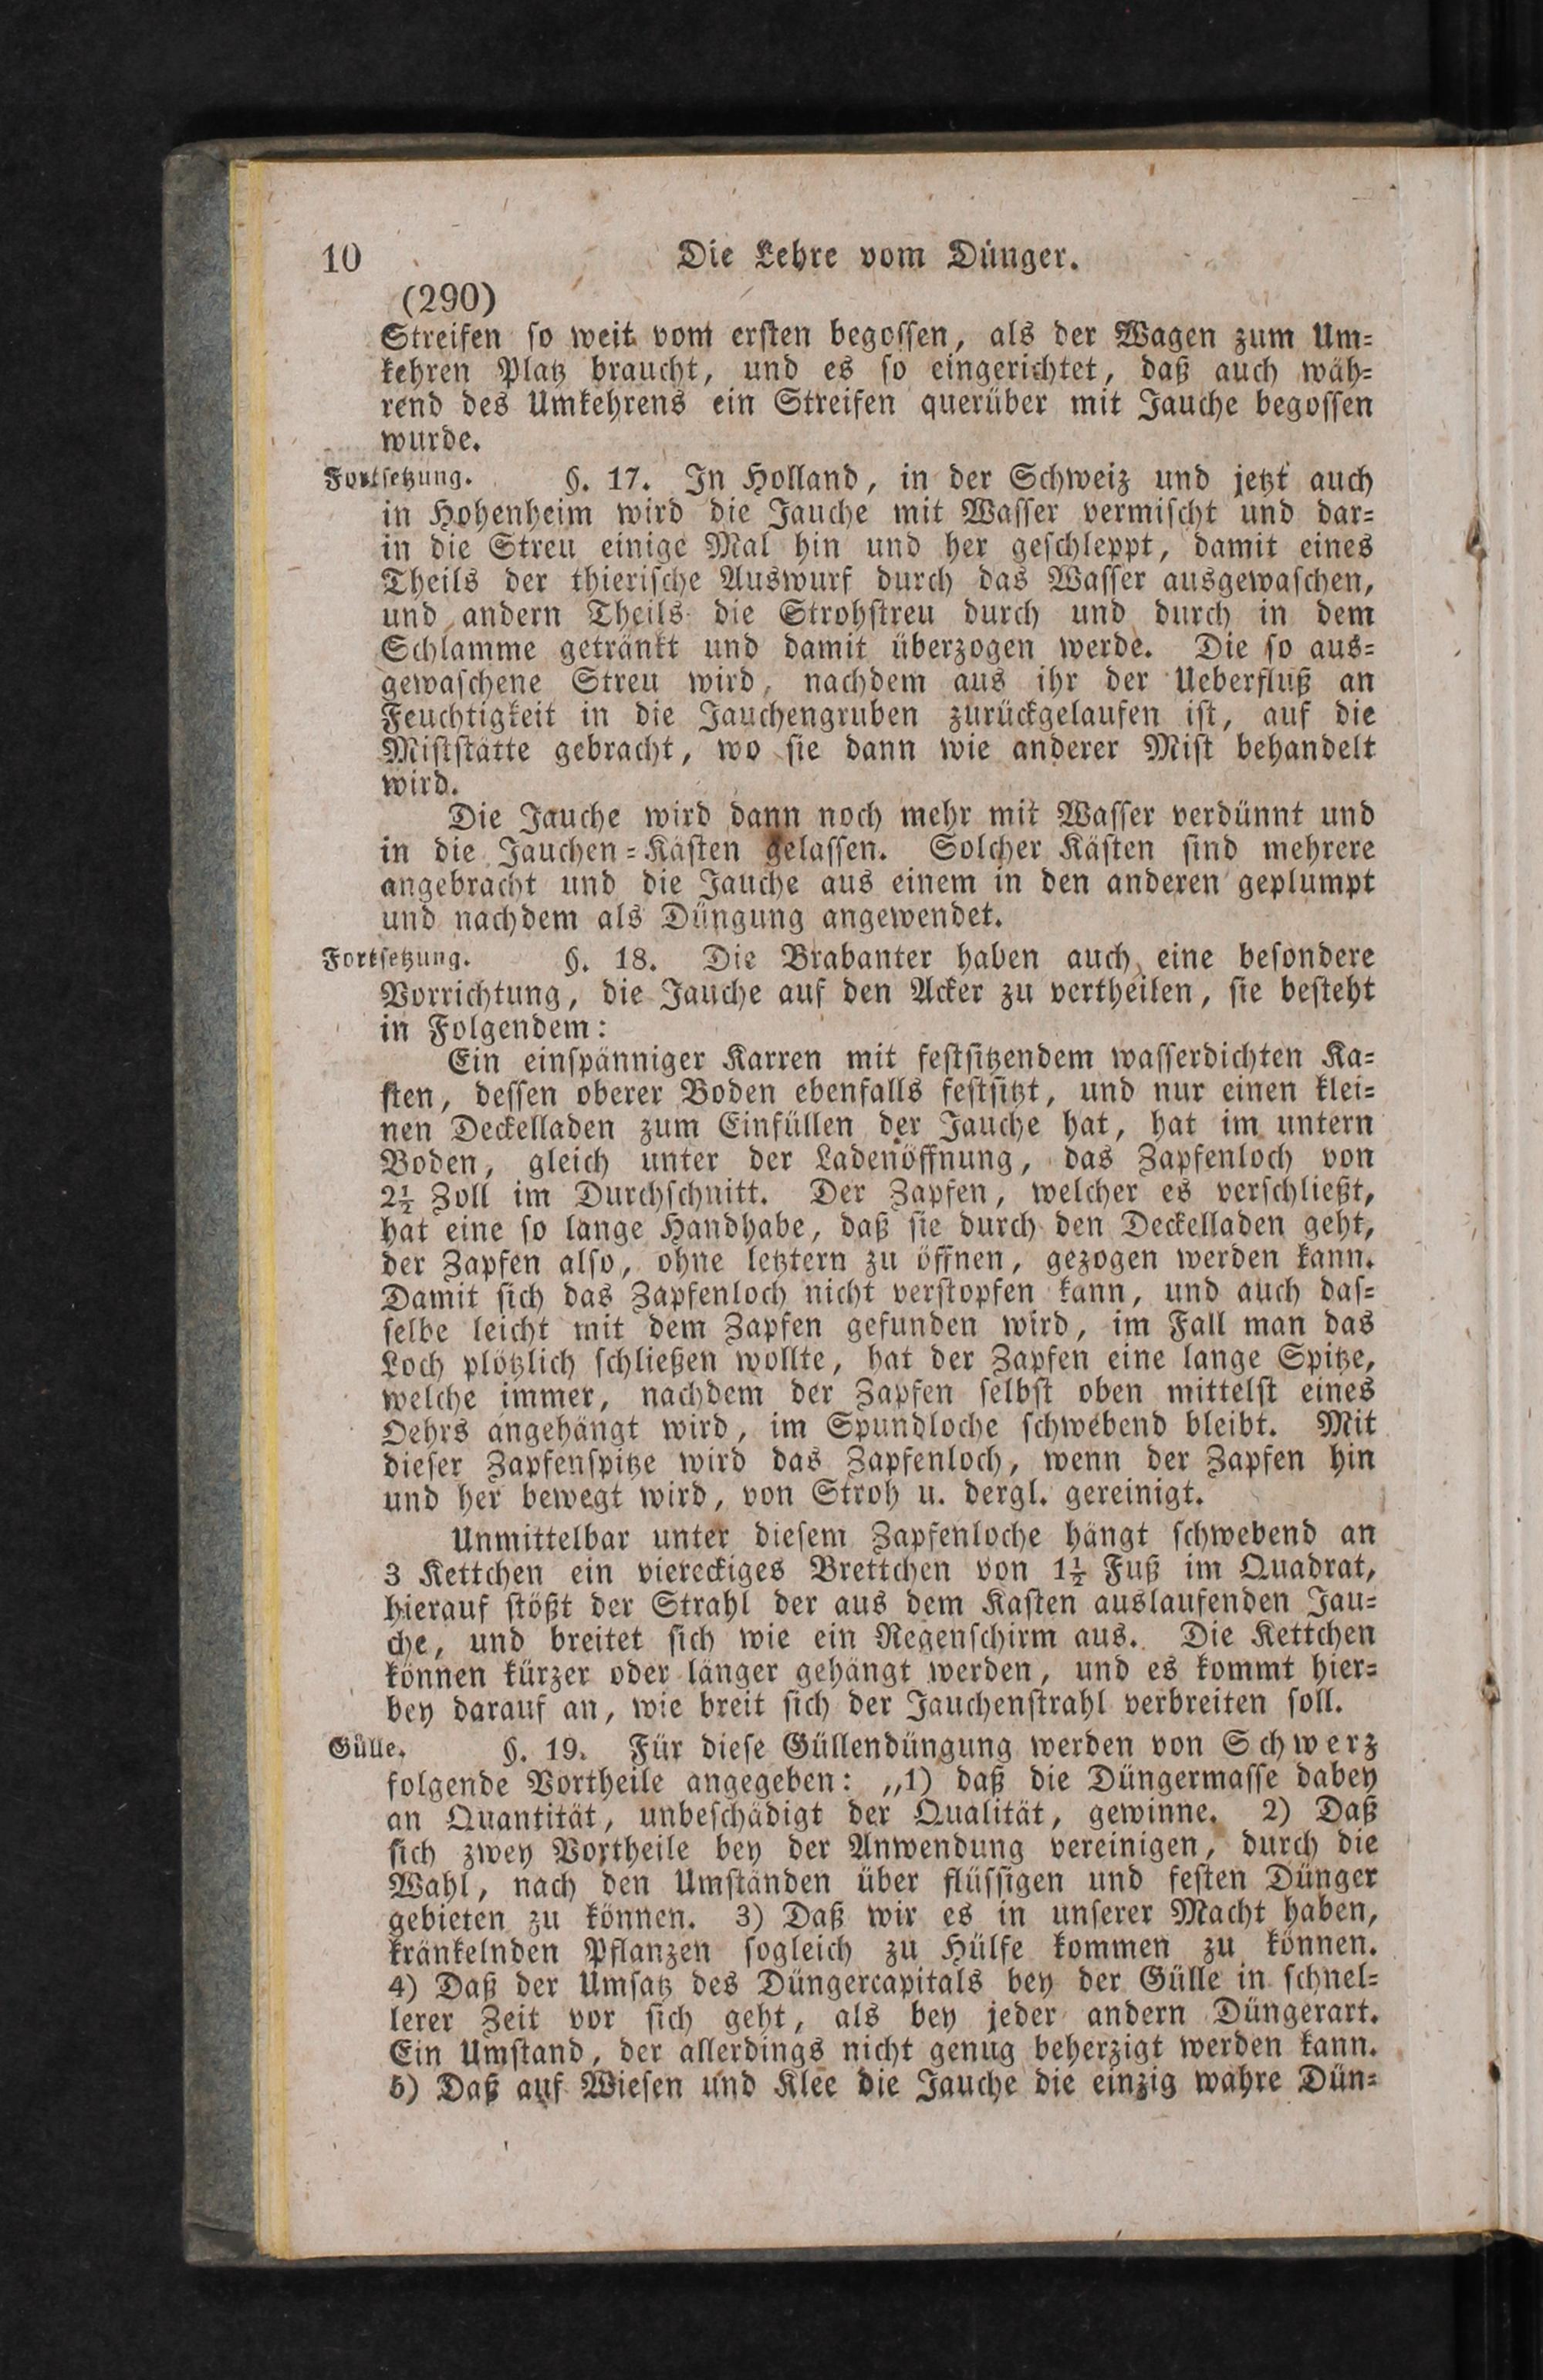 10 Die Lehre vom Dünger.
(290)
Streifen ſo weit vom erſten begoſſen, als der Wagen zum Um⸗
kehren Platz braucht, und es ſo eingerichtet, daß auch wäh⸗
rend des Umkehrens ein Streifen querüber mit Jauche begoſſen
wurde.
Fortſetzung. §. 17. In Holland, in der Schweiz und jetzt auch
in Hohenheim wird die Jauche mit Waſſer vermiſcht und dar⸗
in die Streu einige Mal hin und her geſchleppt, damit eines
Theils der thieriſche Auswurf durch das Waſſer ausgewaſchen,
und andern Theils die Strohſtreu durch und durch in dem
Schlamme getränkt und damit überzogen werde. Die ſo aus⸗
gewaſchene Streu wird, nachdem aus ihr der Ueberfluß an
Feuchtigkeit in die Jauchengruben zurückgelaufen iſt, auf die
Miſtſtätte gebracht, wo ſie dann wie anderer Miſt behandelt
wird.
Die Jauche wird dann noch mehr mit Waſſer verdünnt und
in die Jauchen⸗Käſten gelaſſen. Solcher Käſten ſind mehrere
angebracht und die Jauche aus einem in den anderen geplumpt
und nachdem als Düngung angewendet.
Fortſetzung. §. 18. Die Brabanter haben auch eine beſondere
Vorrichtung, die Jauche auf den Acker zu vertheilen, ſie beſteht
in Folgendem:
Ein einſpänniger Karren mit feſtſitzendem waſſerdichten Ka⸗
ſten, deſſen oberer Boden ebenfalls feſtſitzt, und nur einen klei⸗
nen Deckelladen zum Einfüllen der Jauche hat, hat im untern
Boden, gleich unter der Ladenöffnung, das Zapfenloch von
2½ Zoll im Durchſchnitt. Der Zapfen, welcher es verſchließt,
hat eine ſo lange Handhabe, daß ſie durch den Deckelladen geht,
der Zapfen alſo, ohne letztern zu öffnen, gezogen werden kann.
Damit ſich das Zapfenloch nicht verſtopfen kann, und auch daſ⸗
ſelbe leicht mit dem Zapfen gefunden wird, im Fall man das
Loch plötzlich ſchließen wollte, hat der Zapfen eine lange Spitze,
welche immer, nachdem der Zapfen ſelbſt oben mittelſt eines
Oehrs angehängt wird, im Spundloche ſchwebend bleibt. Mit
dieſer Zapfenſpitze wird das Zapfenloch, wenn der Zapfen hin
und her bewegt wird, von Stroh u. dergl. gereinigt.
Unmittelbar unter dieſem Zapfenloche hängt ſchwebend an
3 Kettchen ein viereckiges Brettchen von 1½ Fuß im Quadrat,
hierauf ſtößt der Strahl der aus dem Kaſten auslaufenden Jau⸗
che, und breitet ſich wie ein Regenſchirm aus. Die Kettchen
können kürzer oder länger gehängt werden, und es kommt hier⸗
bey darauf an, wie breit ſich der Jauchenſtrahl verbreiten ſoll.
Gülle. §. 19. Für dieſe Güllendüngung werden von Schwerz
folgende Vortheile angegeben: „1) daß die Düngermaſſe dabey
an Quantität, unbeſchädigt der Qualität, gewinne. 2) Daß
ſich zwey Vortheile bey der Anwendung vereinigen, durch die
Wahl, nach den Umſtänden über flüſſigen und feſten Dünger
gebieten zu können. 3) Daß wir es in unſerer Macht haben,
kränkelnden Pflanzen ſogleich zu Hülfe kommen zu können.
4) Daß der Umſatz des Düngercapitals bey der Gülle in ſchnel⸗
lerer Zeit vor ſich geht, als bey jeder andern Düngerart.
Ein Umſtand, der allerdings nicht genug beherzigt werden kann.
5) Daß auf Wieſen und Klee die Jauche die einzig wahre Dün⸗